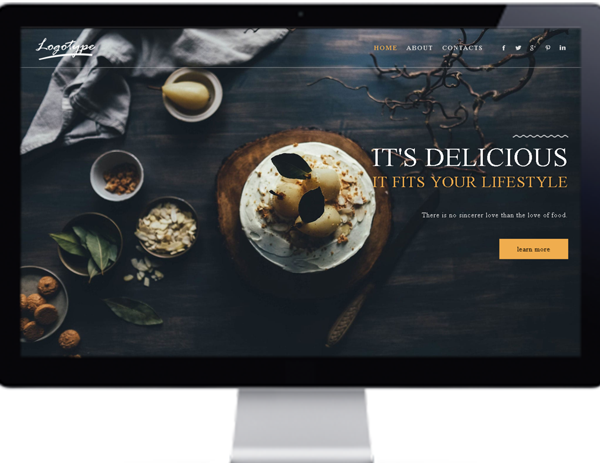 Logotype
HOME ABOUT CONTACTS
IT'S DELICIOUS
IT FITS YOUR LIFESTYLE
There is no sincerer love than the love of food.
learn more